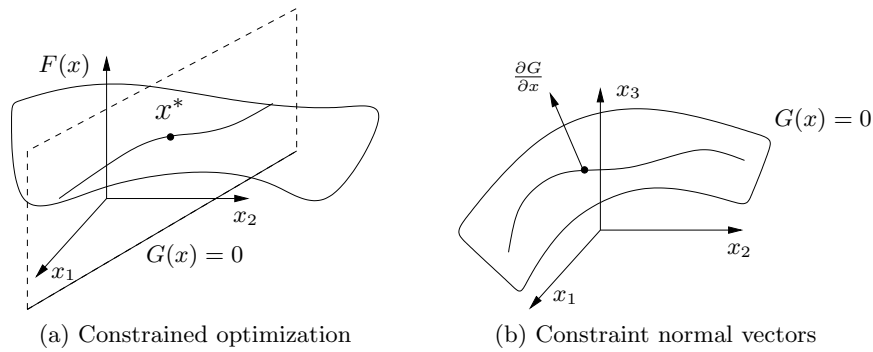 F(x)
x*
x₂
G(x) = 0
x₁
(a) Constrained optimization
∂G/∂x
x₃
G(x) = 0
x₂
x₁
(b) Constraint normal vectors